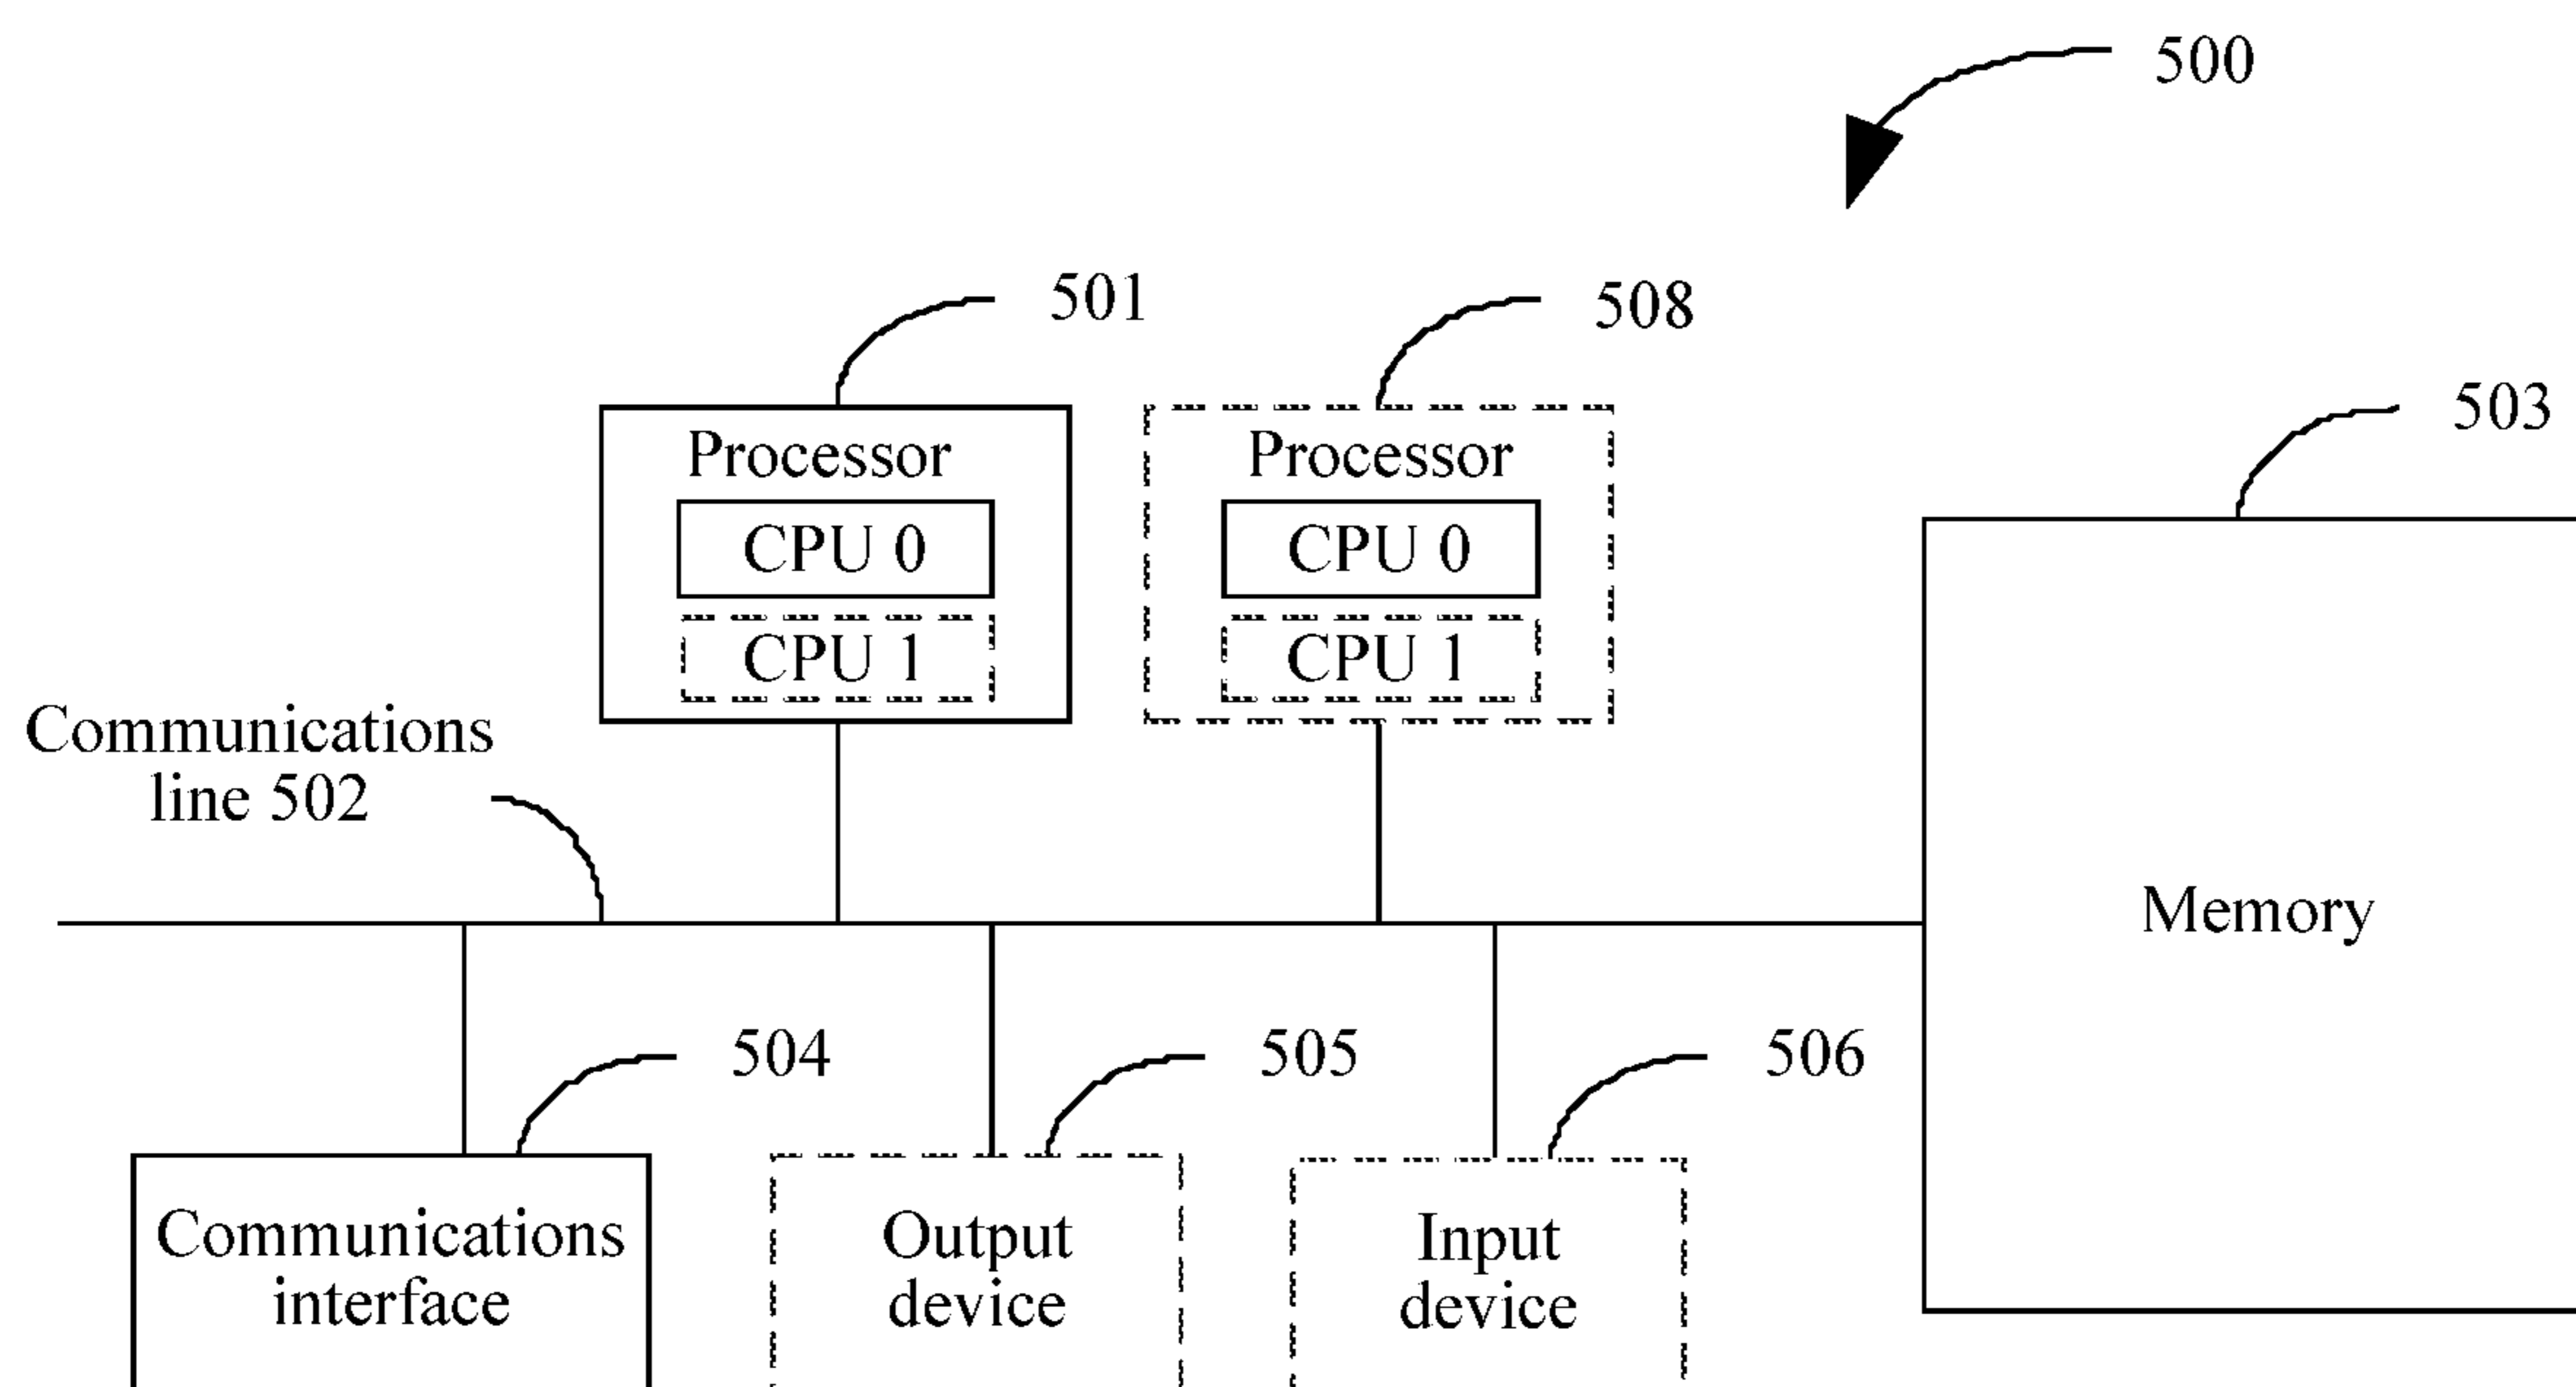 500
501
508
503
Processor
CPU 0
CPU 1
Processor
CPU 0
CPU 1
Communications
line 502
Memory
504
505
506
Communications
interface
Output
device
Input
device